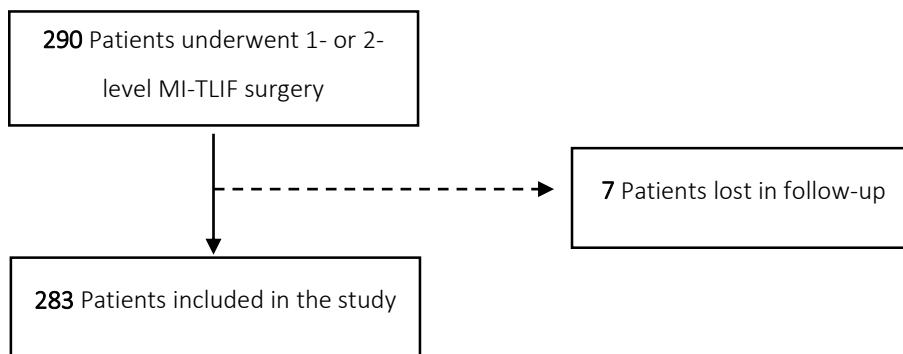 290 Patients underwent 1- or 2-
level MI-TLIF surgery
7 Patients lost in follow-up
283 Patients included in the study